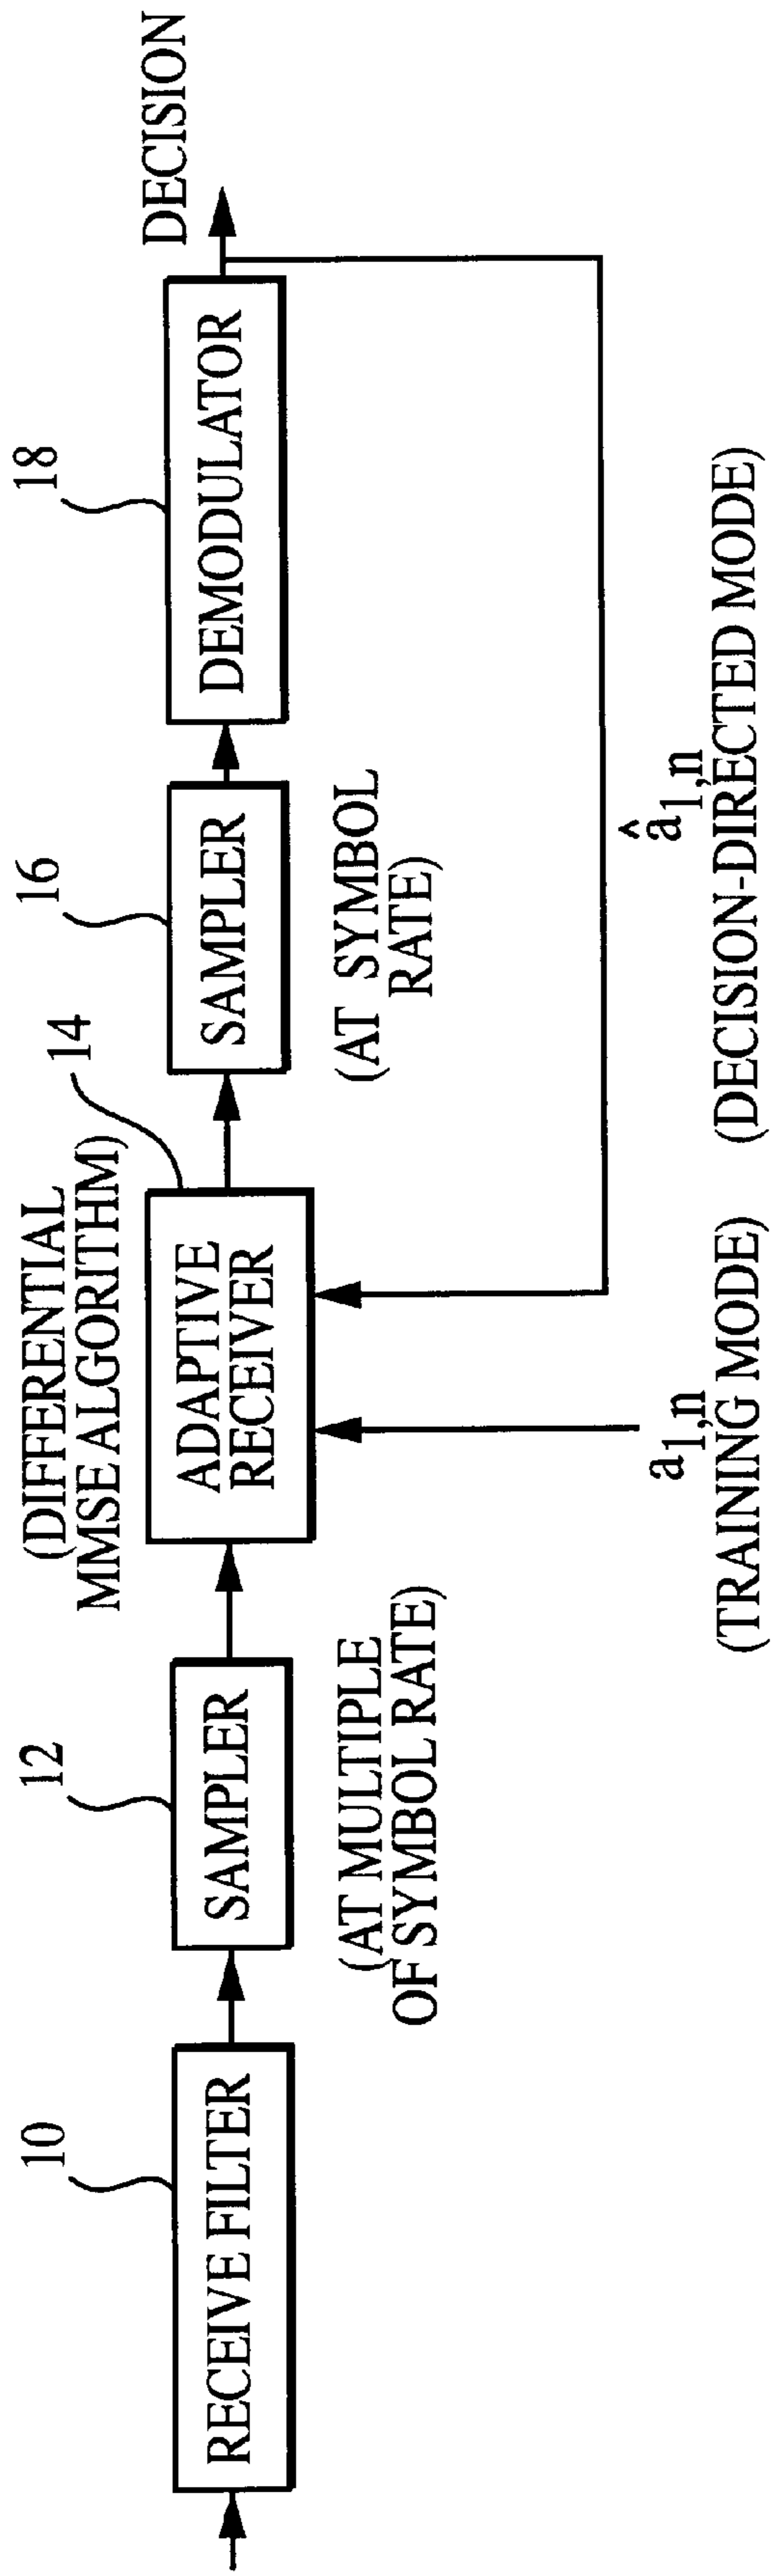 10
RECEIVE FILTER
12
SAMPLER
(AT MULTIPLE
OF SYMBOL RATE)
(DIFFERENTIAL
MMSE ALGORITHM)
14
ADAPTIVE
RECEIVER
a1,n
(TRAINING MODE)
16
SAMPLER
(AT SYMBOL
RATE)
18
DEMODULATOR
DECISION
â1,n
(DECISION-DIRECTED MODE)